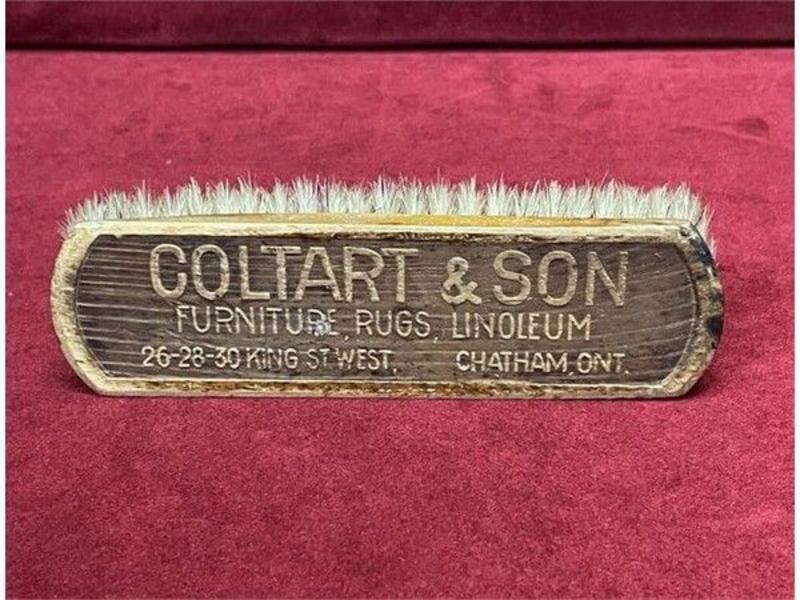 COLTART & SON
FURNITURE, RUGS, LINOLEUM
26-28-30 KING ST WEST, CHATHAM, ONT.